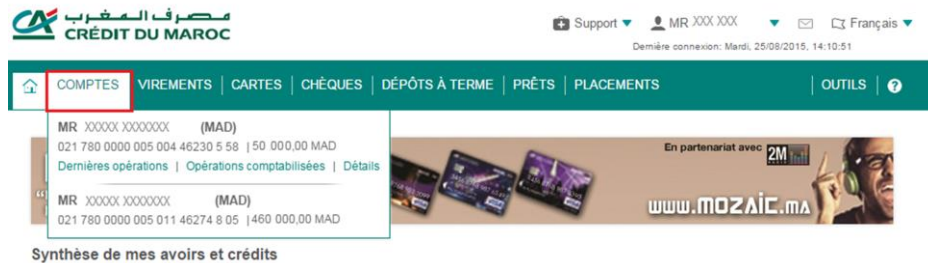 مصرف المغرب
CRÉDIT DU MAROC
Support MR XXX XXX Français
Dernière connexion: Mardi, 25/08/2015, 14:10:51
COMPTES VIREMENTS CARTES CHÈQUES DÉPÔTS À TERME PRÊTS PLACEMENTS OUTILS ?
MR XXXXX XXXXXXX (MAD)
021 780 0000 005 004 46230 5 58 | 50 000,00 MAD
Dernières opérations | Opérations comptabilisées | Détails
MR XXXXX XXXXXXX (MAD)
021 780 0000 005 011 46274 8 05 | 460 000,00 MAD
En partenariat avec 2M
www.MOZAIC.MA
VISA
VISA
Synthèse de mes avoirs et crédits